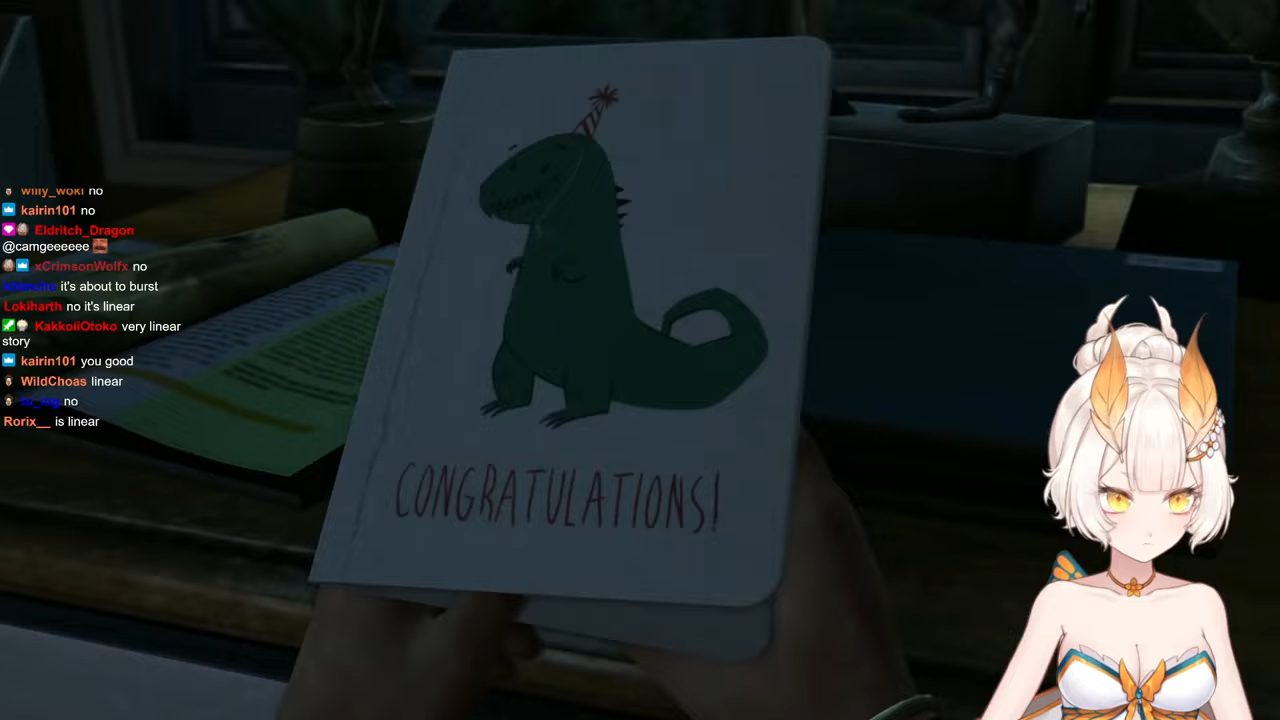 willy_woki no
kairin101 no
Eldritch_Dragon
@camgeeeeee
xCrimsonWolfx no
it's about to burst
Lokiharth no it's linear
KakkoiiOtoko very linear
story
kairin101 you good
WildChoas linear
no
Rorix__ is linear
CONGRATULATIONS!